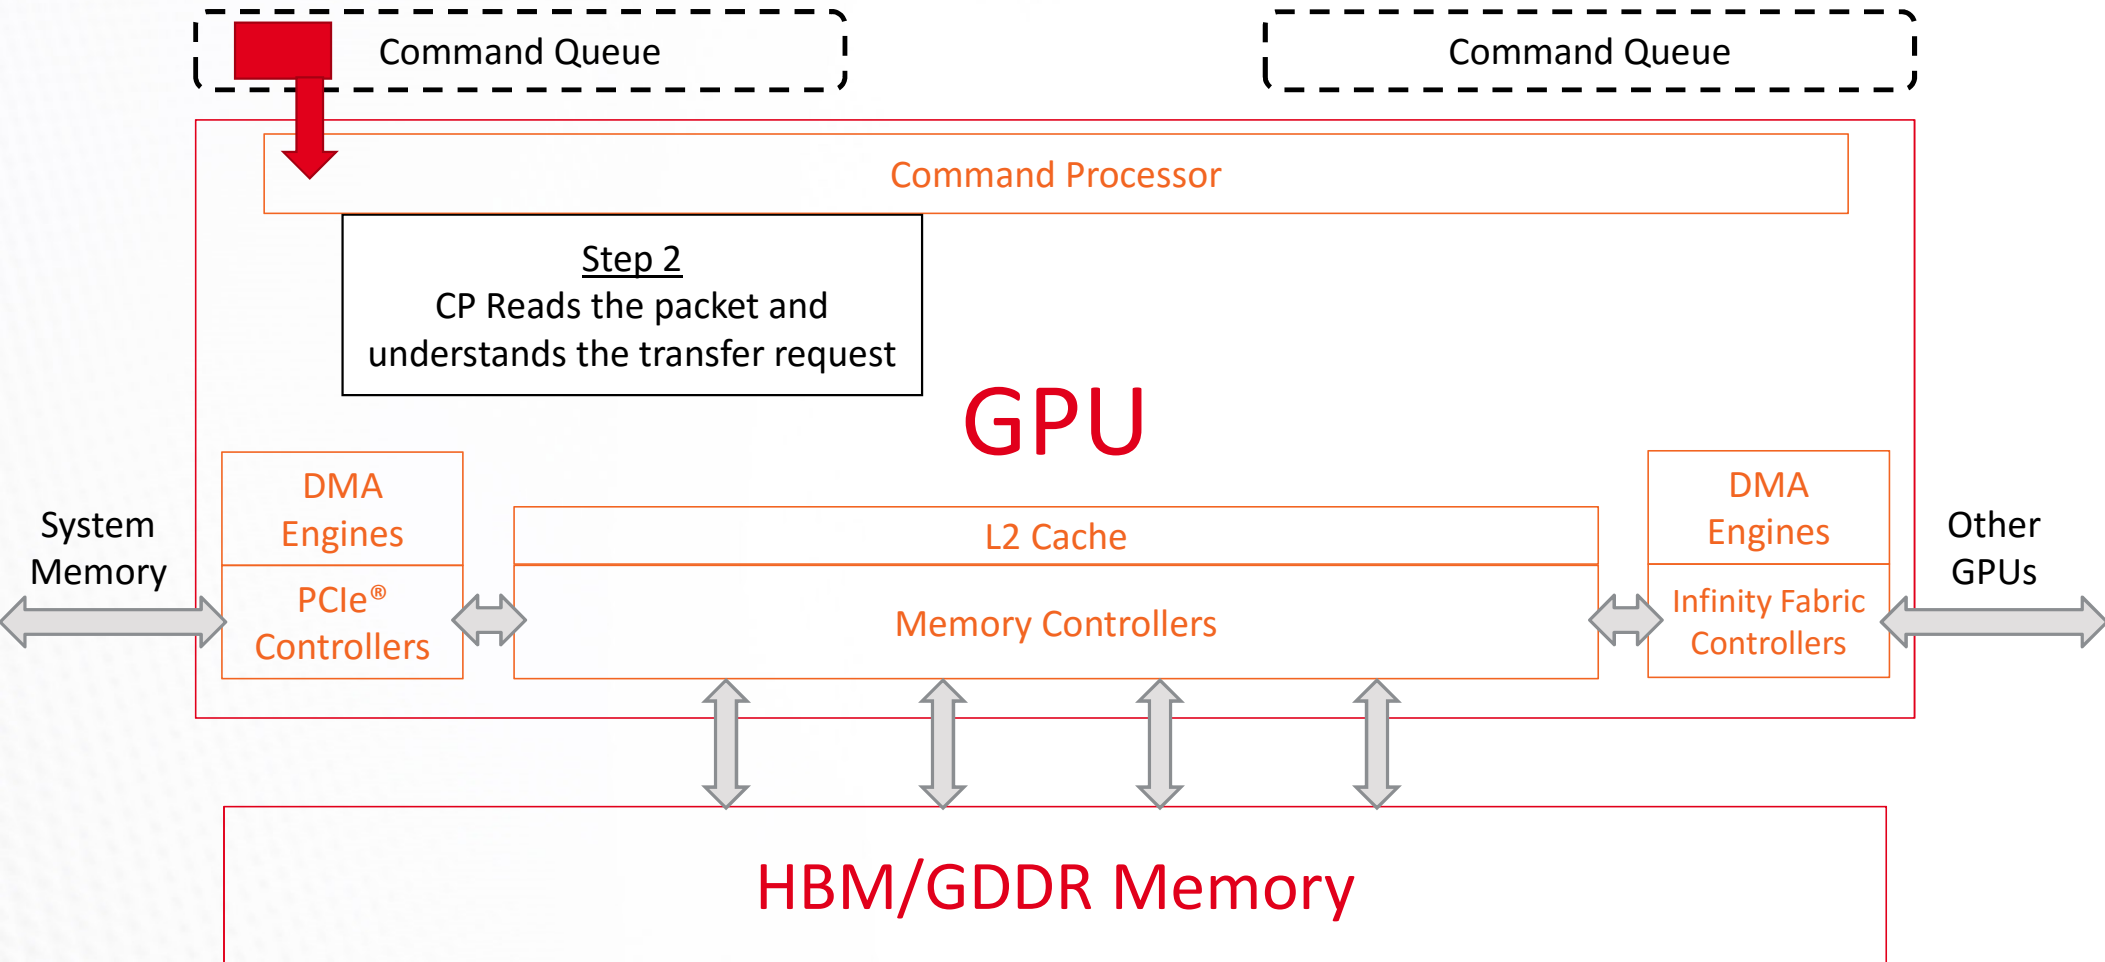 Command Queue
Command Queue
Command Processor
Step 2
CP Reads the packet and
understands the transfer request
GPU
DMA
Engines
DMA
Engines
System
Memory
L2 Cache
Other
GPUs
PCIe®
Controllers
Memory Controllers
Infinity Fabric
Controllers
HBM/GDDR Memory